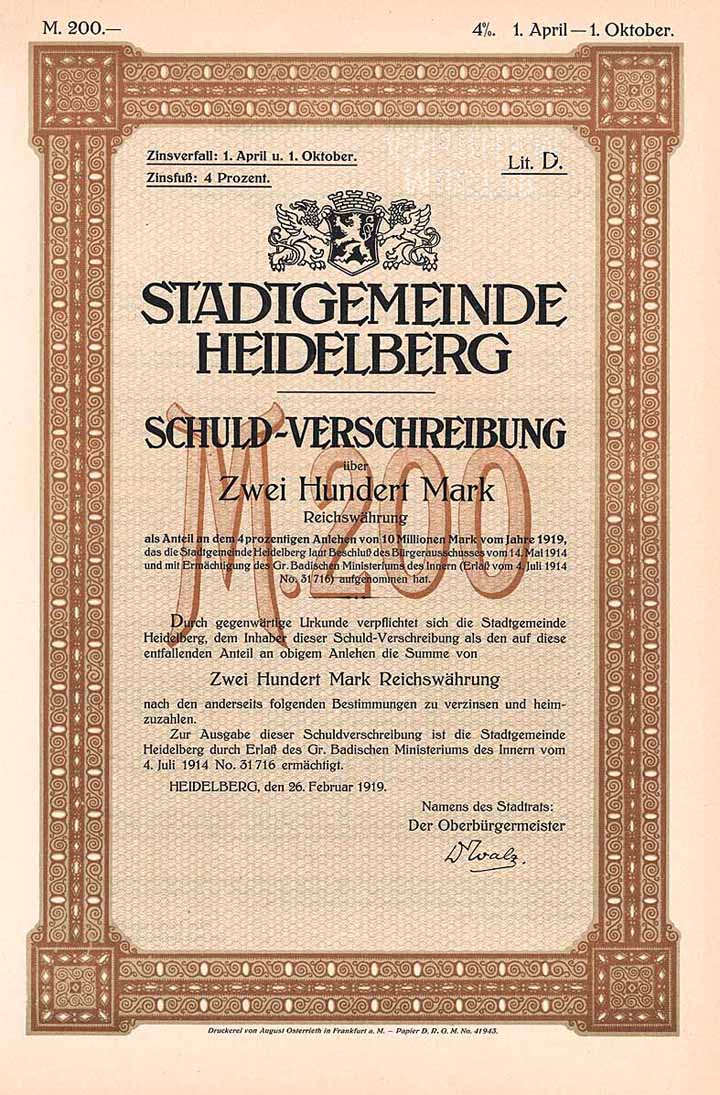 M. 200.—
4%. 1. April — 1. Oktober.
Zinsverfall: 1. April u. 1. Oktober.
Zinsfuß: 4 Prozent.
Lit. D.
STADTGEMEINDE
HEIDELBERG
SCHULD-VERSCHREIBUNG
über
Zwei Hundert Mark
Reichswährung
M.200
als Anteil an dem 4prozentigen Anlehen von 10 Millionen Mark vom Jahre 1919,
das die Stadtgemeinde Heidelberg laut Beschluß des Bürgerausschusses vom 14. Mai 1914
und mit Ermächtigung des Gr. Badischen Ministeriums des Innern (Erlaß vom 4. Juli 1914
No. 31716) aufgenommen hat.
Durch gegenwärtige Urkunde verpflichtet sich die Stadtgemeinde
Heidelberg, dem Inhaber dieser Schuld-Verschreibung als den auf diese
entfallenden Anteil an obigem Anlehen die Summe von
Zwei Hundert Mark Reichswährung
nach den anderseits folgenden Bestimmungen zu verzinsen und heim-
zuzahlen.
Zur Ausgabe dieser Schuldverschreibung ist die Stadtgemeinde
Heidelberg durch Erlaß des Gr. Badischen Ministeriums des Innern vom
4. Juli 1914 No. 31716 ermächtigt.
HEIDELBERG, den 26. Februar 1919.
Namens des Stadtrats:
Der Oberbürgermeister
Walz.
Druckerei von August Osterrieth in Frankfurt a. M. — Papier D. R. G. M. No. 41943.